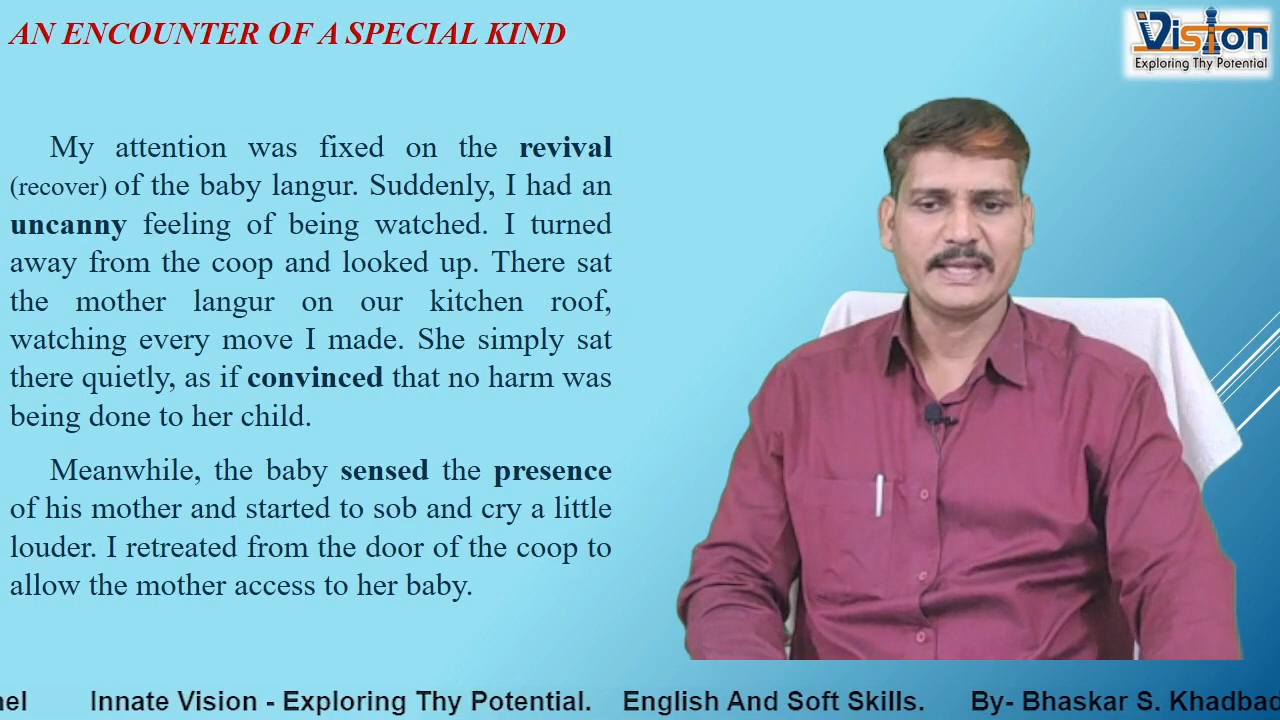 AN ENCOUNTER OF A SPECIAL KIND
Vision
Exploring Thy Potential
My attention was fixed on the revival
(recover) of the baby langur. Suddenly, I had an
uncanny feeling of being watched. I turned
away from the coop and looked up. There sat
the mother langur on our kitchen roof,
watching every move I made. She simply sat
there quietly, as if convinced that no harm was
being done to her child.
Meanwhile, the baby sensed the presence
of his mother and started to sob and cry a little
louder. I retreated from the door of the coop to
allow the mother access to her baby.
nel Innate Vision - Exploring Thy Potential. English And Soft Skills. By- Bhaskar S. Khadbad